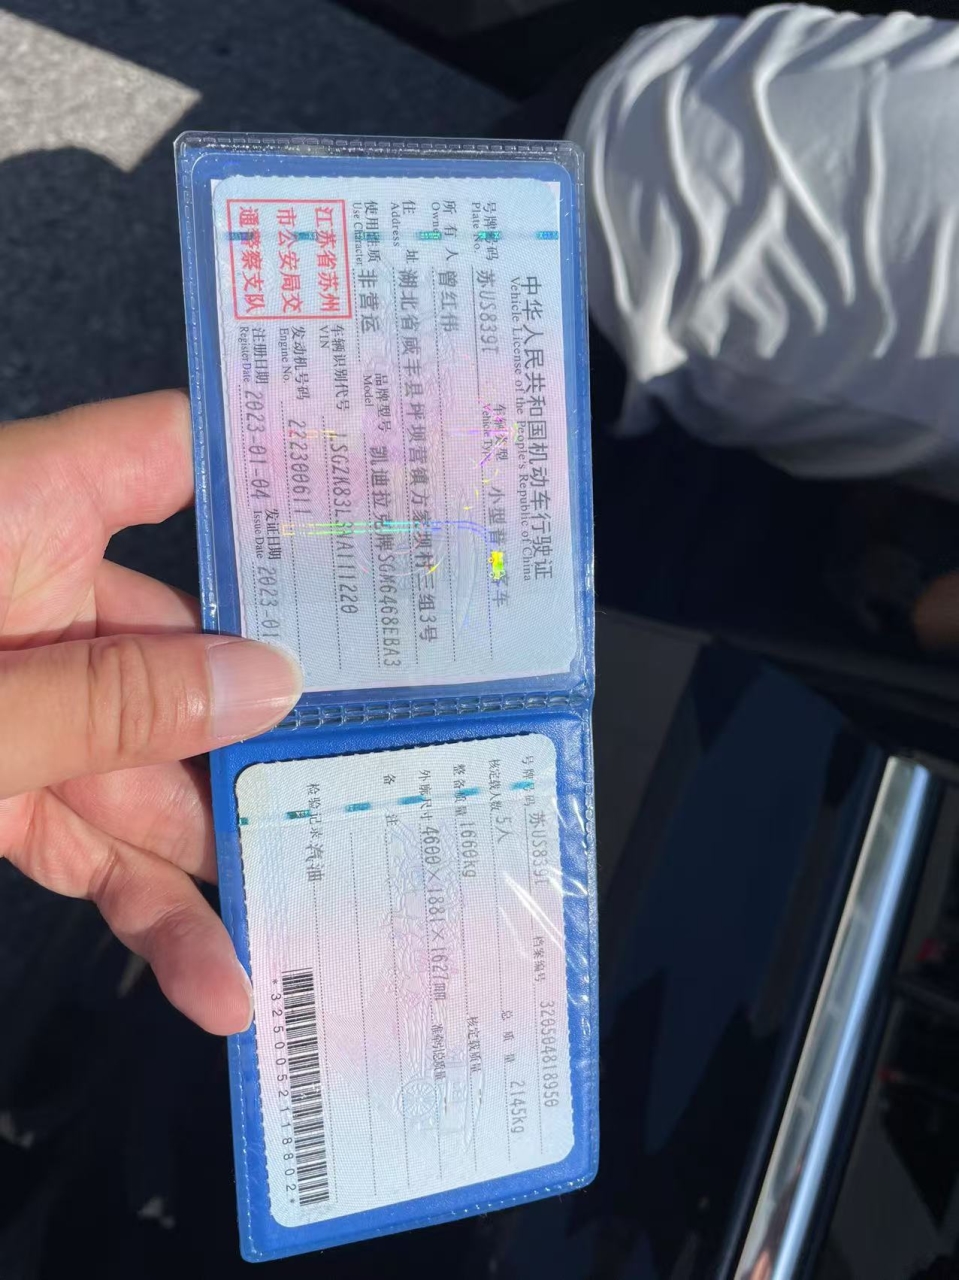 中华人民共和国机动车行驶证
Vehicle License of the People's Republic of China
号牌号码 苏US839T 车辆类型 小型普通客车
Plate No. Vehicle Type
所有人 曾红伟
Owner
住址 湖北省咸丰县坪坝营镇方家坝村三组3号
Address
使用性质 非营运 品牌型号 凯迪拉克牌SGM6468EBA3
Use Character Model
江苏省苏州
市公安局交
通警察支队
车辆识别代号
VIN
发动机号码 222300611
Engine No.
注册日期 2023-01-04 发证日期 2023-01
Register Date Issue Date
号牌号码 苏US839T 档案编号 320504818950
核定载人数 5人 总质量 2145kg
整备质量 1660kg 核定载质量
外廓尺寸 4600×1881×1627mm 准牵引总质量
备注
检验记录 汽油
*3250052118802*